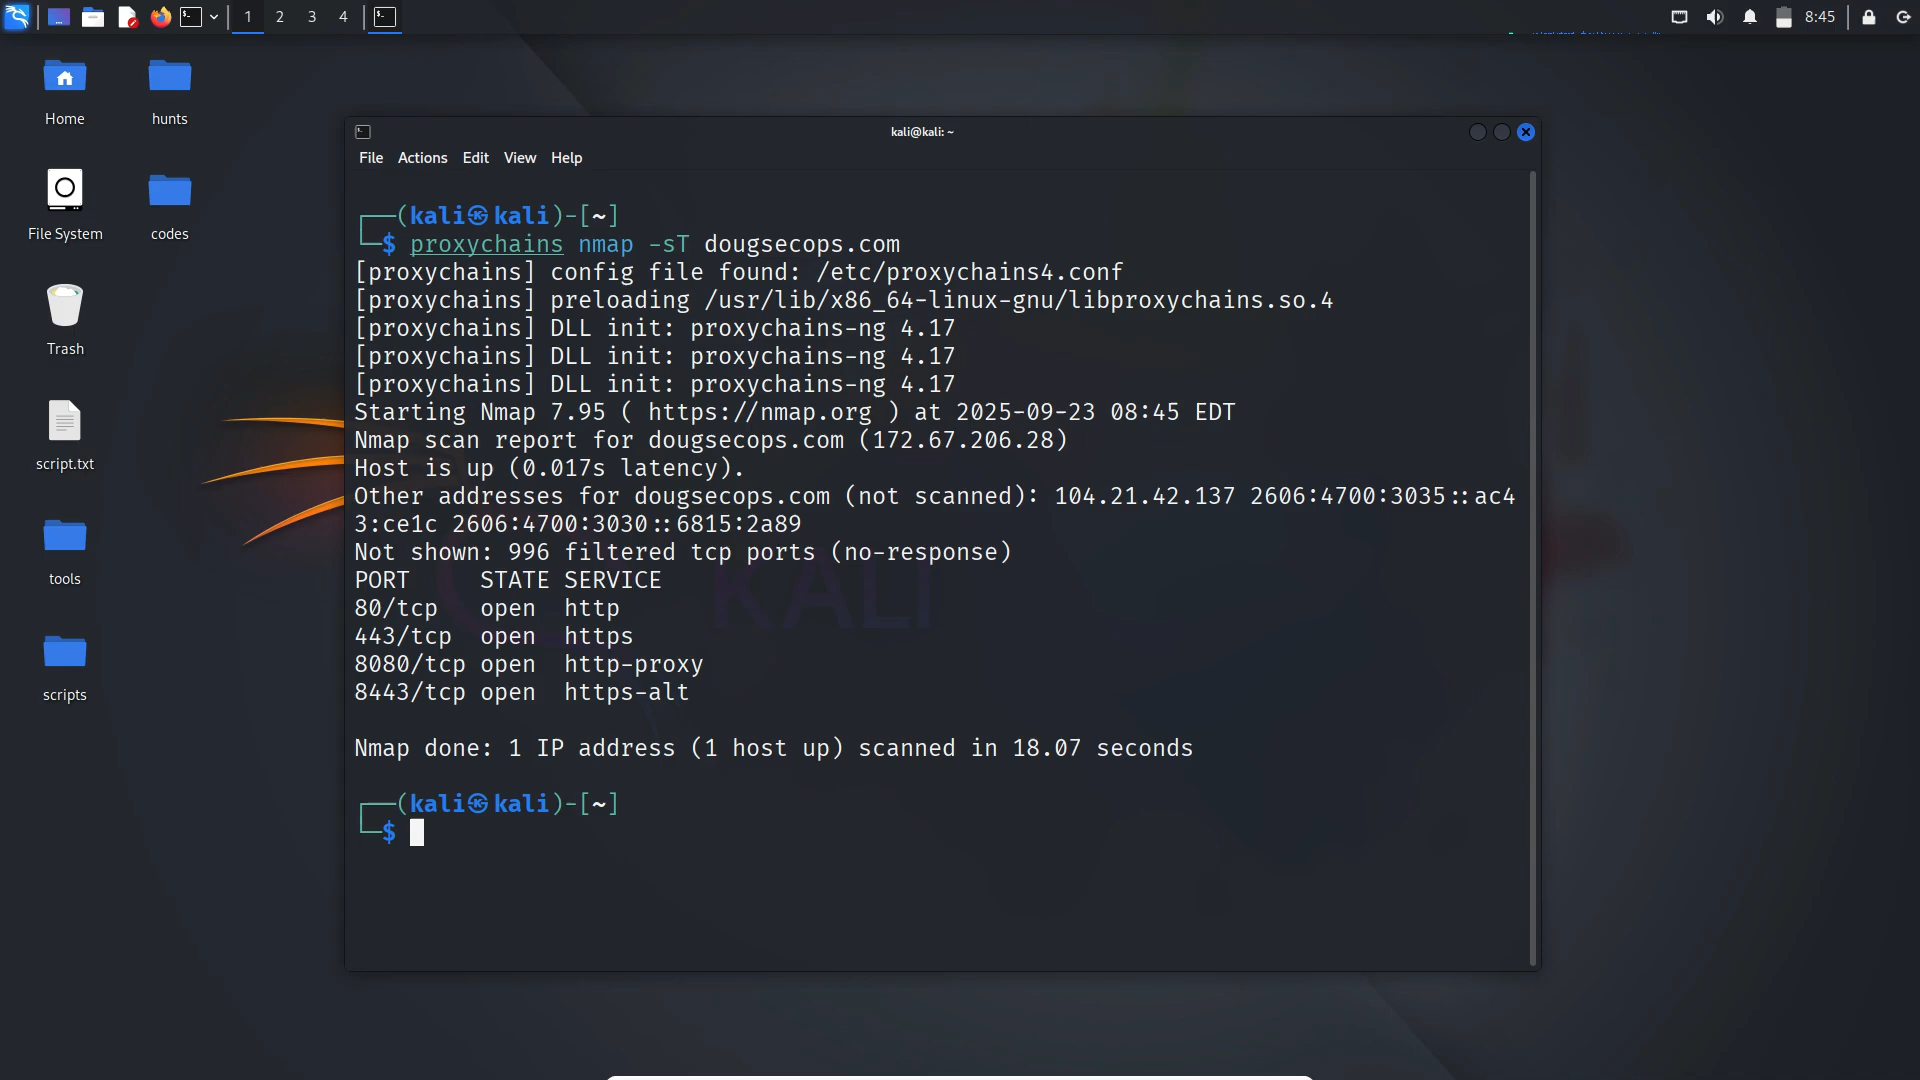 1 2 3 4 8:45
Home hunts
File System codes
Trash
script.txt
tools
scripts
kali@kali: ~
File Actions Edit View Help
┌──(kali㉿kali)-[~]
└─$ proxychains nmap -sT dougsecops.com
[proxychains] config file found: /etc/proxychains4.conf
[proxychains] preloading /usr/lib/x86_64-linux-gnu/libproxychains.so.4
[proxychains] DLL init: proxychains-ng 4.17
[proxychains] DLL init: proxychains-ng 4.17
[proxychains] DLL init: proxychains-ng 4.17
Starting Nmap 7.95 ( https://nmap.org ) at 2025-09-23 08:45 EDT
Nmap scan report for dougsecops.com (172.67.206.28)
Host is up (0.017s latency).
Other addresses for dougsecops.com (not scanned): 104.21.42.137 2606:4700:3035::ac4
3:ce1c 2606:4700:3030::6815:2a89
Not shown: 996 filtered tcp ports (no-response)
PORT     STATE SERVICE
80/tcp   open  http
443/tcp  open  https
8080/tcp open  http-proxy
8443/tcp open  https-alt
Nmap done: 1 IP address (1 host up) scanned in 18.07 seconds
┌──(kali㉿kali)-[~]
└─$
KALI